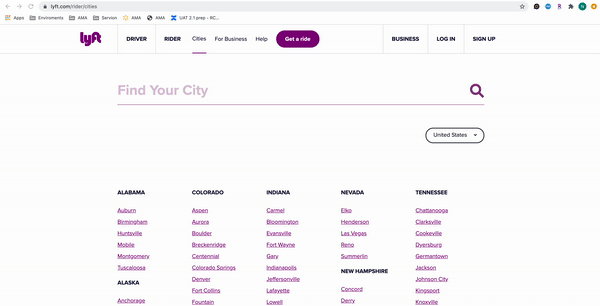 lyft.com/rider/cities
Apps Enviroments AMA Servion AMA AMA UAT 2.1 prep - RC...
lyft DRIVER RIDER Cities For Business Help Get a ride BUSINESS LOG IN SIGN UP
Find Your City
United States
ALABAMA COLORADO INDIANA NEVADA TENNESSEE
Auburn Aspen Carmel Elko Chattanooga
Birmingham Aurora Bloomington Henderson Clarksville
Huntsville Boulder Evansville Las Vegas Cookeville
Mobile Breckenridge Fort Wayne Reno Dyersburg
Montgomery Centennial Gary Summerlin Germantown
Tuscaloosa Colorado Springs Indianapolis NEW HAMPSHIRE Jackson
ALASKA Denver Jeffersonville Concord Johnson City
Anchorage Fort Collins Lafayette Derry Kingsport
Fountain Lowell Knoxville